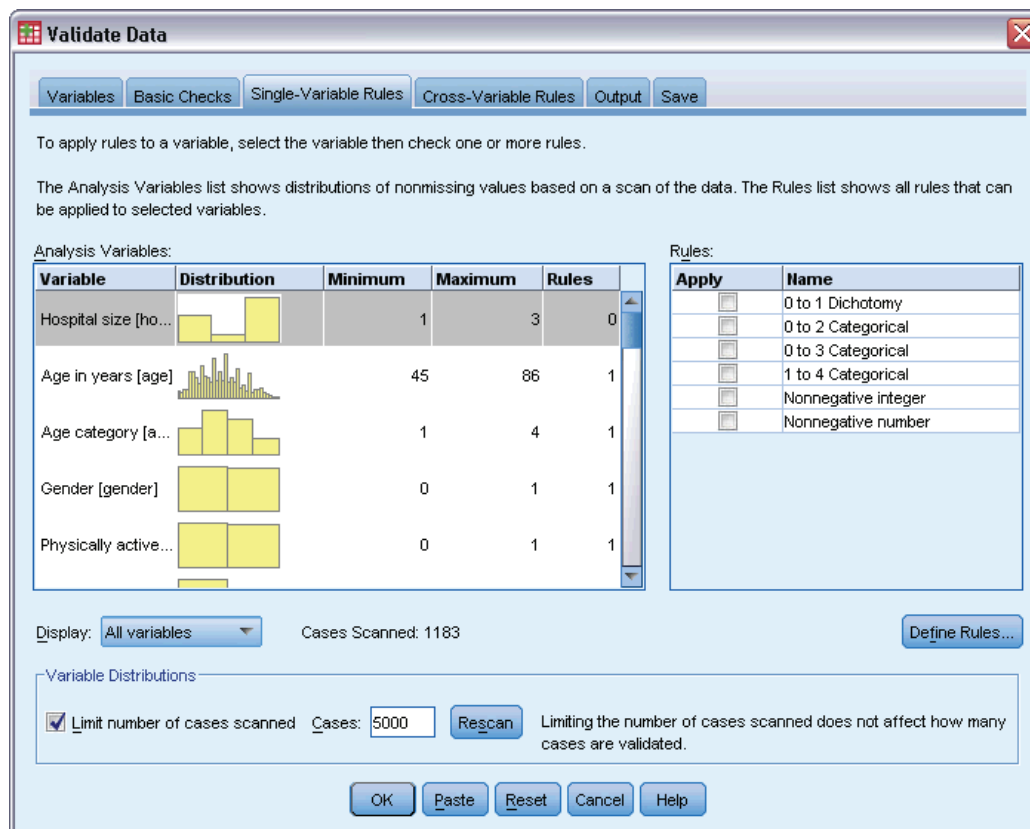 Validate Data
Variables Basic Checks Single-Variable Rules Cross-Variable Rules Output Save
To apply rules to a variable, select the variable then check one or more rules.
The Analysis Variables list shows distributions of nonmissing values based on a scan of the data. The Rules list shows all rules that can
be applied to selected variables.
Analysis Variables:
Variable Distribution Minimum Maximum Rules
Hospital size [ho... 1 3 0
Age in years [age] 45 86 1
Age category [a... 1 4 1
Gender [gender] 0 1 1
Physically active... 0 1 1
Rules:
Apply Name
0 to 1 Dichotomy
0 to 2 Categorical
0 to 3 Categorical
1 to 4 Categorical
Nonnegative integer
Nonnegative number
Display: All variables Cases Scanned: 1183 Define Rules...
Variable Distributions
Limit number of cases scanned Cases: 5000 Rescan Limiting the number of cases scanned does not affect how many
cases are validated.
OK Paste Reset Cancel Help